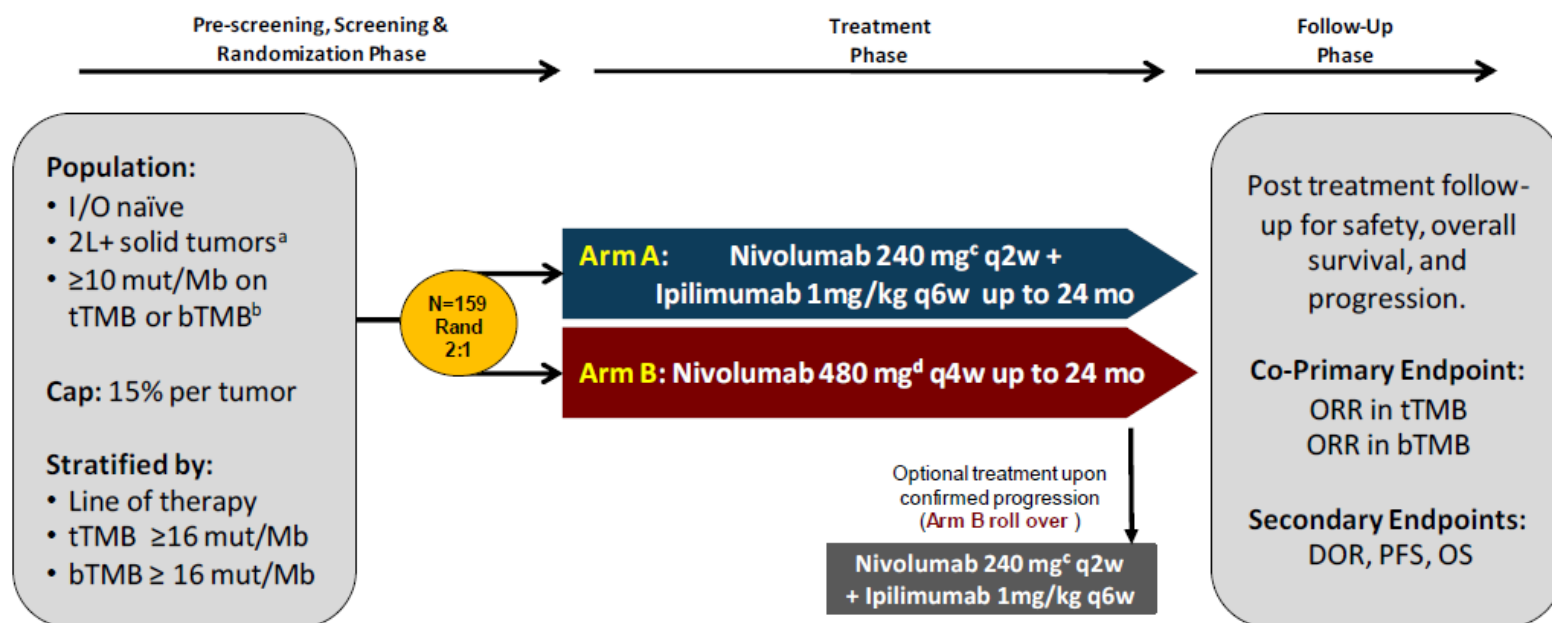 Pre-screening, Screening &
Randomization Phase
Treatment
Phase
Follow-Up
Phase
Population:
• I/O naïve
• 2L+ solid tumorsᵃ
• ≥10 mut/Mb on
tTMB or bTMBᵇ
Cap: 15% per tumor
Stratified by:
• Line of therapy
• tTMB ≥16 mut/Mb
• bTMB ≥ 16 mut/Mb
N=159
Rand
2:1
Arm A: Nivolumab 240 mgᶜ q2w +
Ipilimumab 1mg/kg q6w up to 24 mo
Arm B: Nivolumab 480 mgᵈ q4w up to 24 mo
Optional treatment upon
confirmed progression
(Arm B roll over )
Nivolumab 240 mgᶜ q2w
+ Ipilimumab 1mg/kg q6w
Post treatment follow-
up for safety, overall
survival, and
progression.
Co-Primary Endpoint:
ORR in tTMB
ORR in bTMB
Secondary Endpoints:
DOR, PFS, OS